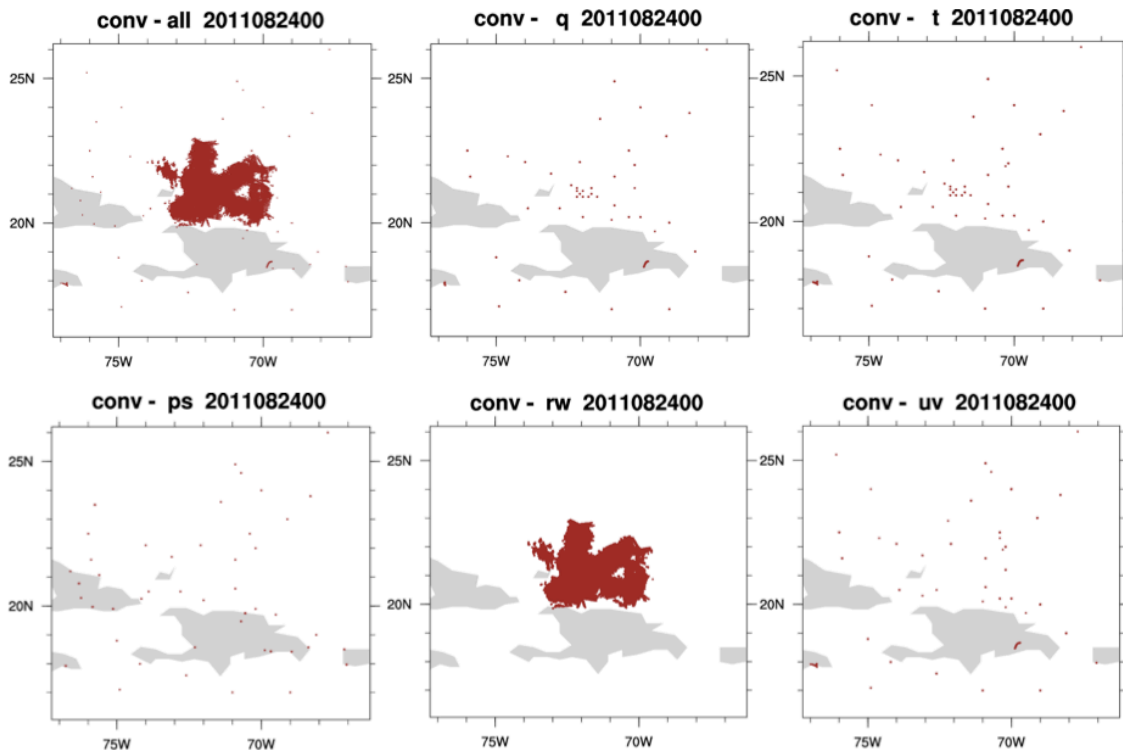 conv - all 2011082400
conv - q 2011082400
conv - t 2011082400
25N
25N
25N
20N
20N
20N
75W
70W
75W
70W
75W
70W
conv - ps 2011082400
conv - rw 2011082400
conv - uv 2011082400
25N
25N
25N
20N
20N
20N
75W
70W
75W
70W
75W
70W